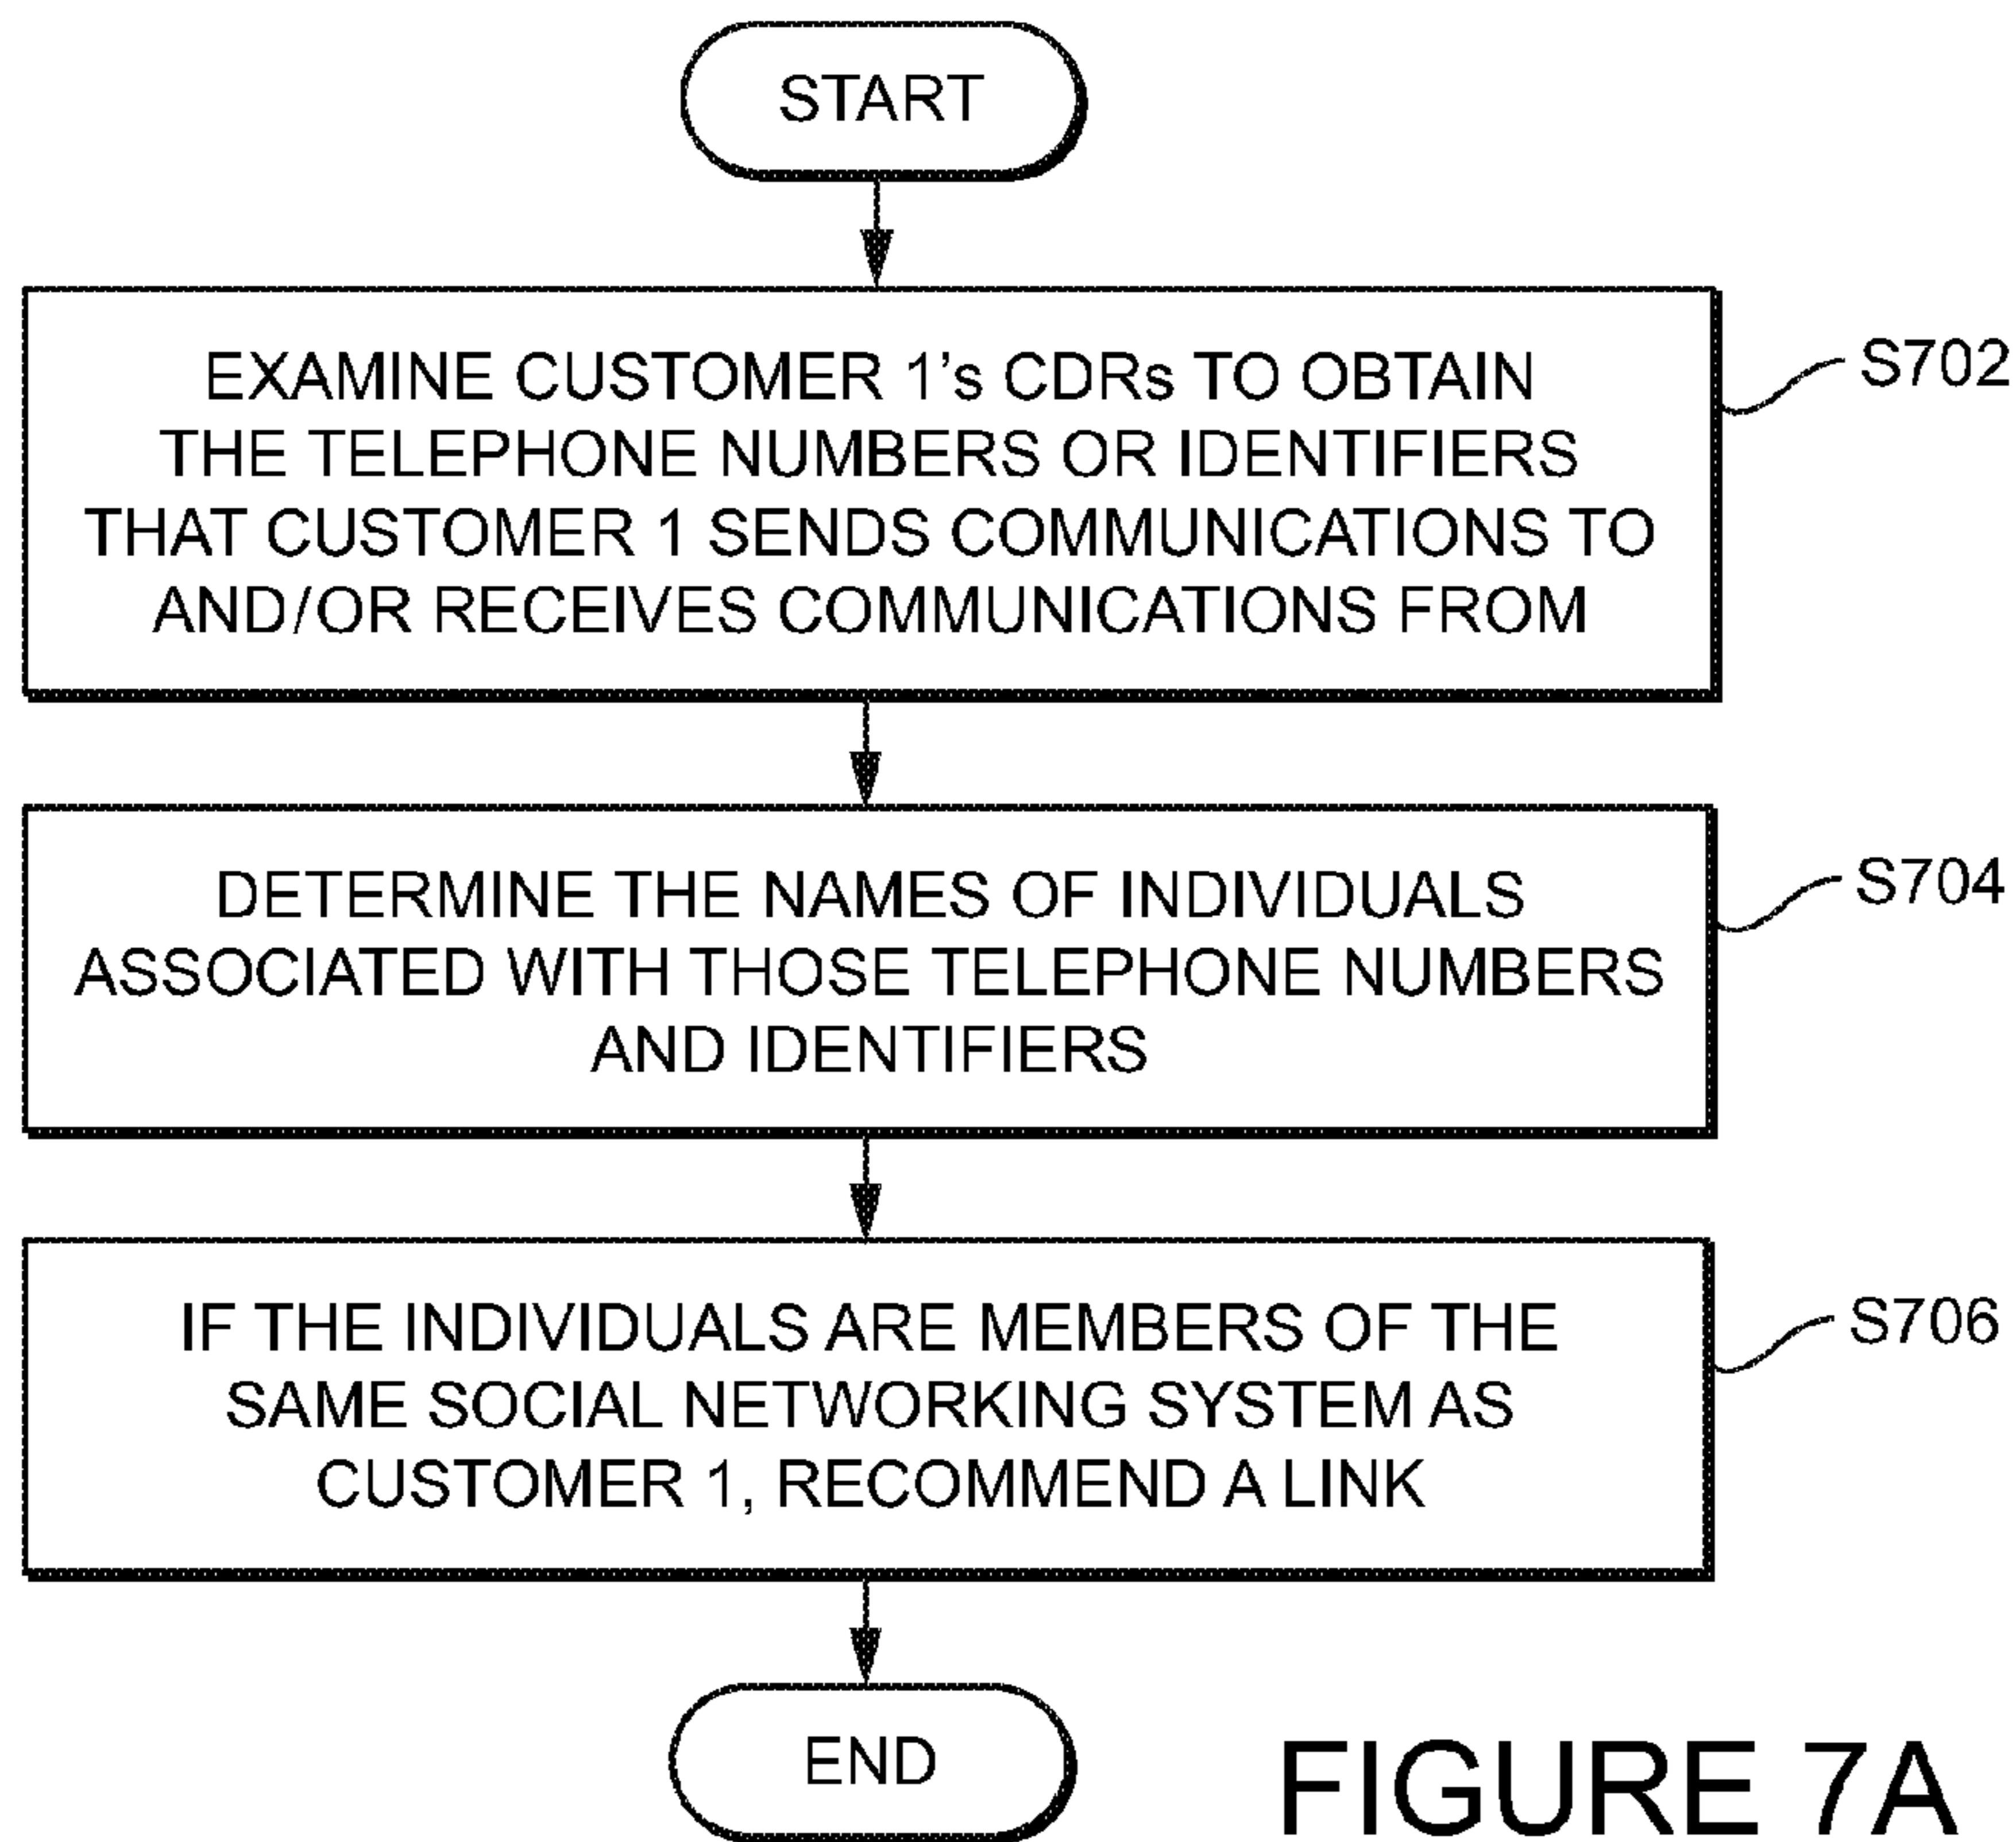 START
EXAMINE CUSTOMER 1's CDRs TO OBTAIN
THE TELEPHONE NUMBERS OR IDENTIFIERS
THAT CUSTOMER 1 SENDS COMMUNICATIONS TO
AND/OR RECEIVES COMMUNICATIONS FROM
S702
DETERMINE THE NAMES OF INDIVIDUALS
ASSOCIATED WITH THOSE TELEPHONE NUMBERS
AND IDENTIFIERS
S704
IF THE INDIVIDUALS ARE MEMBERS OF THE
SAME SOCIAL NETWORKING SYSTEM AS
CUSTOMER 1, RECOMMEND A LINK
S706
END
FIGURE 7A